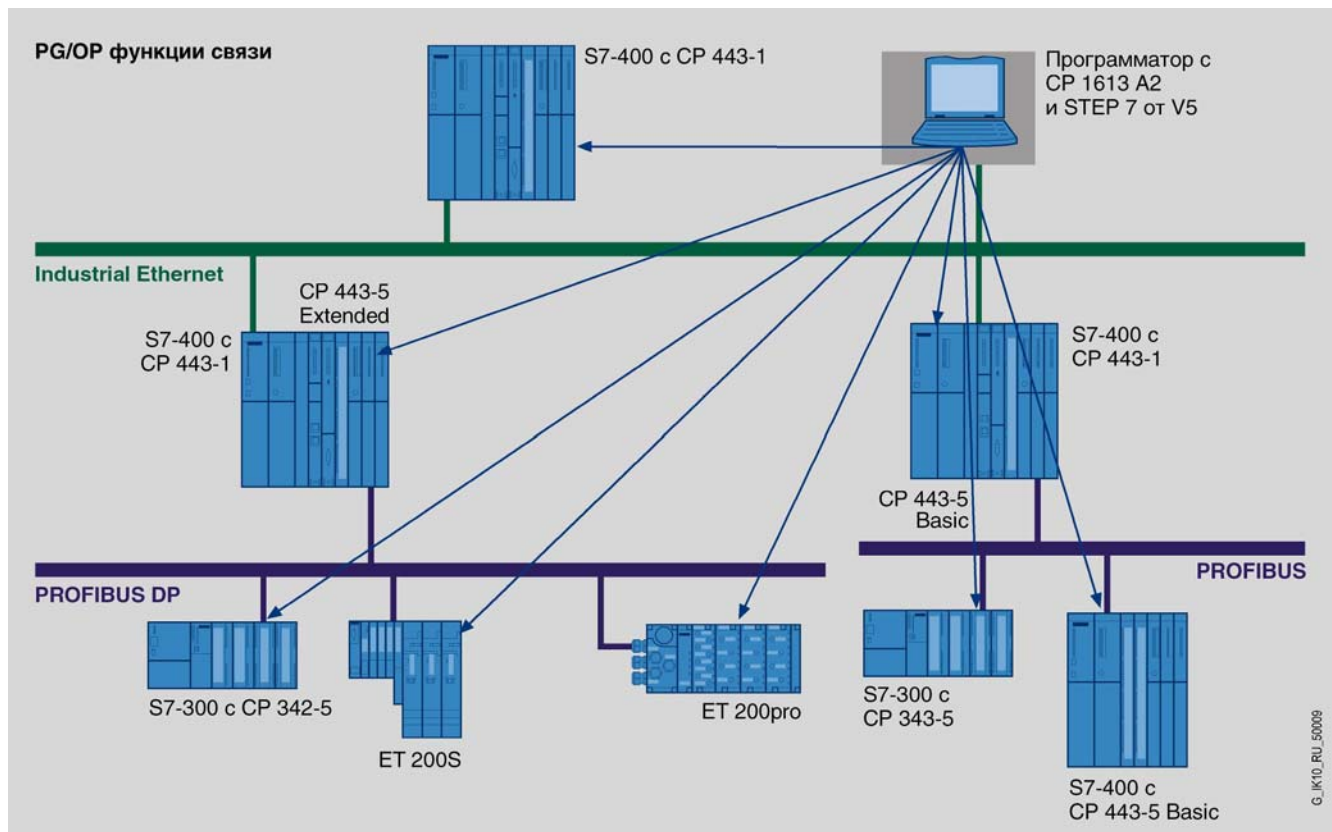 PG/OP функции связи
S7-400 с CP 443-1
Программатор с
CP 1613 A2
и STEP 7 от V5
Industrial Ethernet
CP 443-5
Extended
S7-400 с
CP 443-1
S7-400 с
CP 443-1
CP 443-5
Basic
PROFIBUS DP
PROFIBUS
S7-300 с CP 342-5
ET 200S
ET 200pro
S7-300 с
CP 343-5
S7-400 с
CP 443-5 Basic
G_IK10_RU_50009